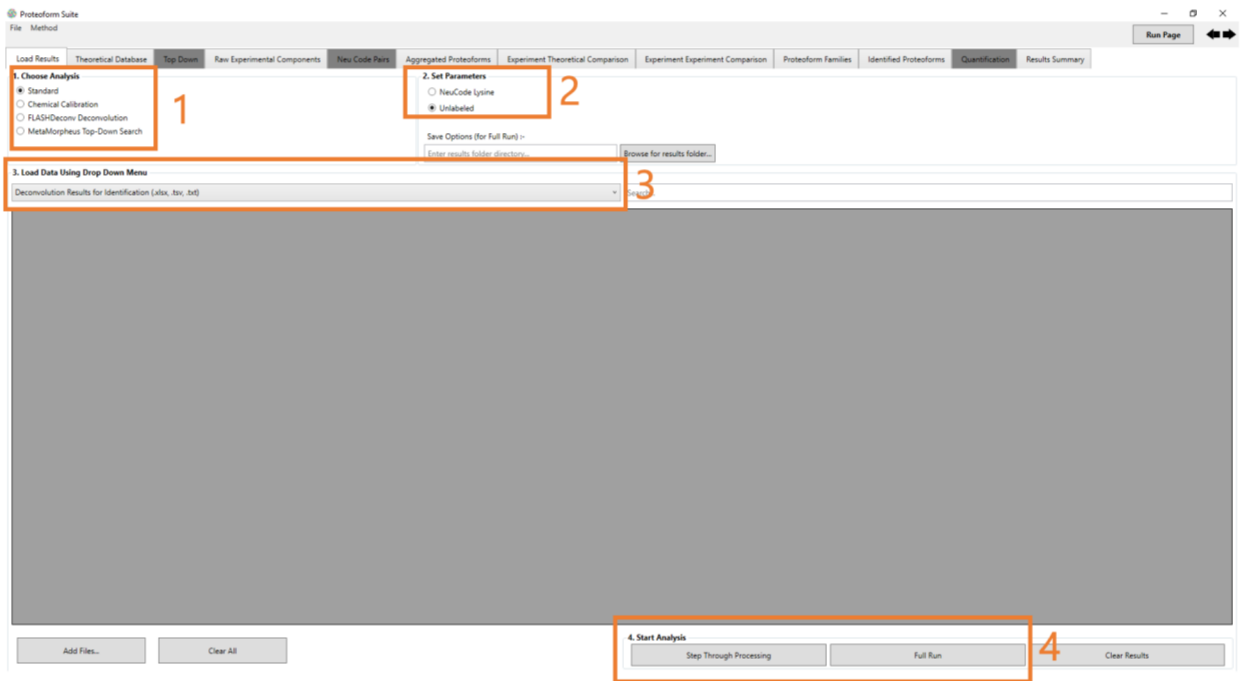 Proteoform Suite
File Method
Run Page
Load Results Theoretical Database Top Down Raw Experimental Components Neu Code Pairs Aggregated Proteoforms Experiment Theoretical Comparison Experiment Experiment Comparison Proteoform Families Identified Proteoforms Quantification Results Summary
1. Choose Analysis
Standard
Chemical Calibration
FLASHDeconv Deconvolution
MetaMorpheus Top-Down Search
1
2. Set Parameters
NeuCode Lysine
Unlabeled
2
Save Options (for Full Run) :-
Enter results folder directory... Browse for results folder...
3. Load Data Using Drop Down Menu
Deconvolution Results for Identification (.xlsx, .tsv, .txt)
3
Search
4. Start Analysis
Add Files... Clear All Step Through Processing Full Run 4 Clear Results